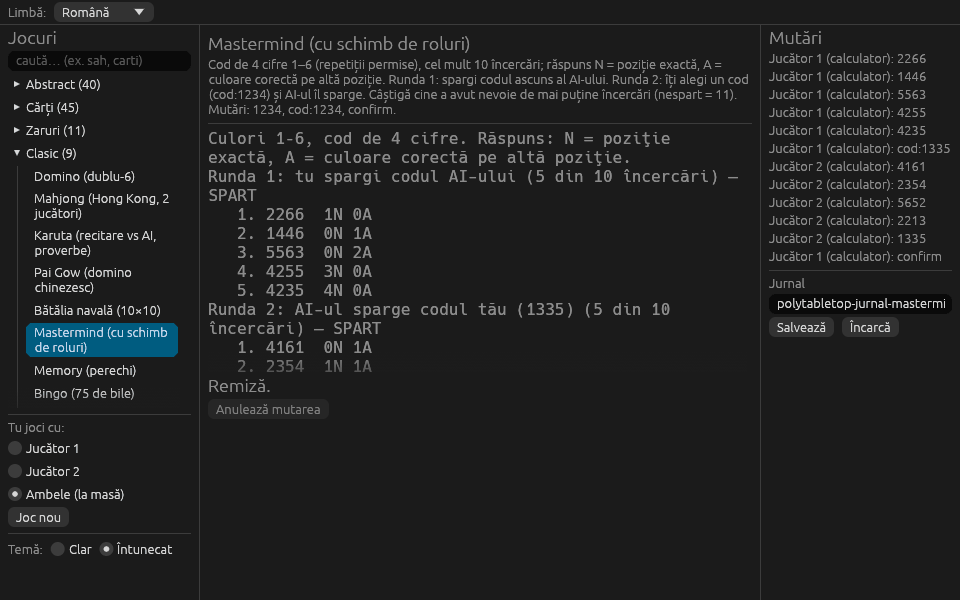 Limbă: Română
Jocuri
caută... (ex. sah, carti)
Abstract (40)
Cărți (45)
Zaruri (11)
Clasic (9)
Domino (dublu-6)
Mahjong (Hong Kong, 2
jucători)
Karuta (recitare vs AI,
proverbe)
Pai Gow (domino
chinezesc)
Bătălia navală (10×10)
Mastermind (cu schimb
de roluri)
Memory (perechi)
Bingo (75 de bile)
Tu joci cu:
Jucător 1
Jucător 2
Ambele (la masă)
Joc nou
Temă: Clar Întunecat
Mastermind (cu schimb de roluri)
Cod de 4 cifre 1–6 (repetiții permise), cel mult 10 încercări; răspuns N = poziție exactă, A =
culoare corectă pe altă poziție. Runda 1: spargi codul ascuns al AI-ului. Runda 2: îți alegi un cod
(cod:1234) și AI-ul îl sparge. Câștigă cine a avut nevoie de mai puține încercări (nespart = 11).
Mutări: 1234, cod:1234, confirm.
Culori 1-6, cod de 4 cifre. Răspuns: N = poziţie
exactă, A = culoare corectă pe altă poziţie.
Runda 1: tu spargi codul AI-ului (5 din 10 încercări) —
SPART
1. 2266 1N 0A
2. 1446 0N 1A
3. 5563 0N 2A
4. 4255 3N 0A
5. 4235 4N 0A
Runda 2: AI-ul sparge codul tău (1335) (5 din 10
încercări) — SPART
1. 4161 0N 1A
2. 2354 1N 1A
Remiză.
Anulează mutarea
Mutări
Jucător 1 (calculator): 2266
Jucător 1 (calculator): 1446
Jucător 1 (calculator): 5563
Jucător 1 (calculator): 4255
Jucător 1 (calculator): 4235
Jucător 1 (calculator): cod:1335
Jucător 2 (calculator): 4161
Jucător 2 (calculator): 2354
Jucător 2 (calculator): 5652
Jucător 2 (calculator): 2213
Jucător 2 (calculator): 1335
Jucător 1 (calculator): confirm
Jurnal
polytabletop-jurnal-mastermi
Salvează Încarcă